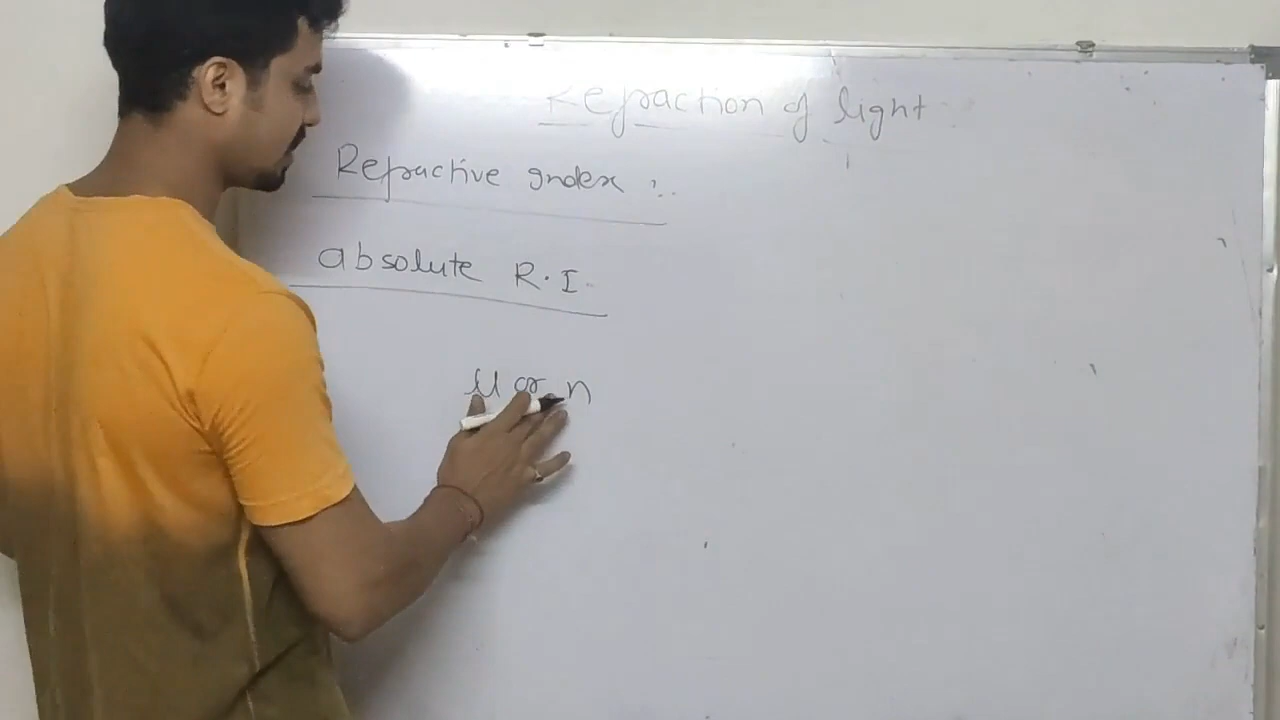 Refraction of light
Refractive Index :
absolute R.I.
μ or n